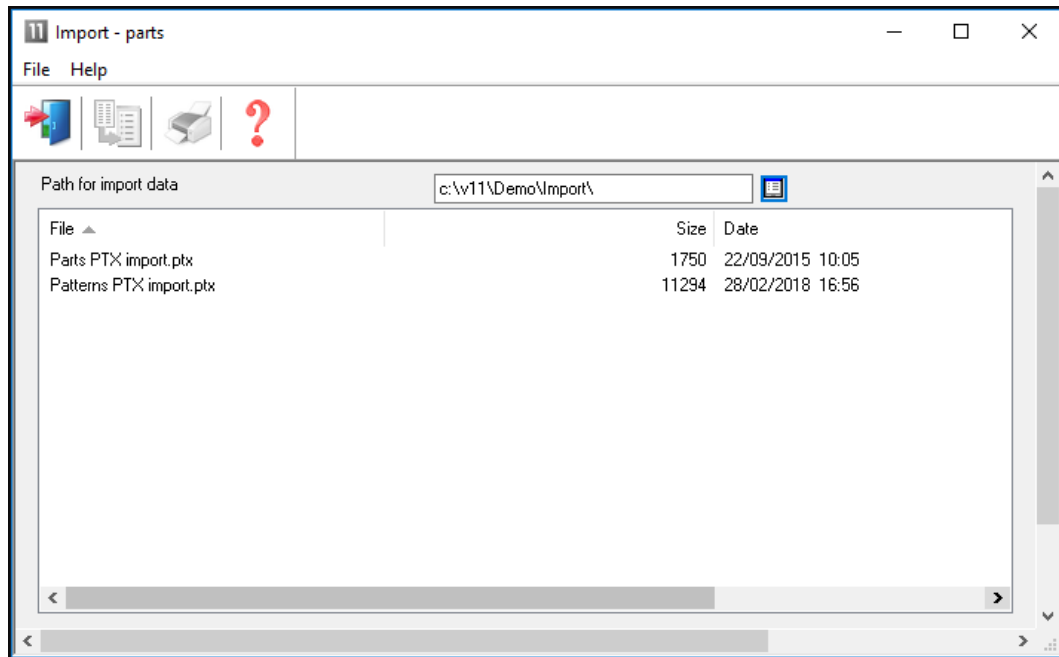 11 Import - parts
File Help
?
Path for import data c:\v11\Demo\Import\
File Size Date
Parts PTX import.ptx 1750 22/09/2015 10:05
Patterns PTX import.ptx 11294 28/02/2018 16:56